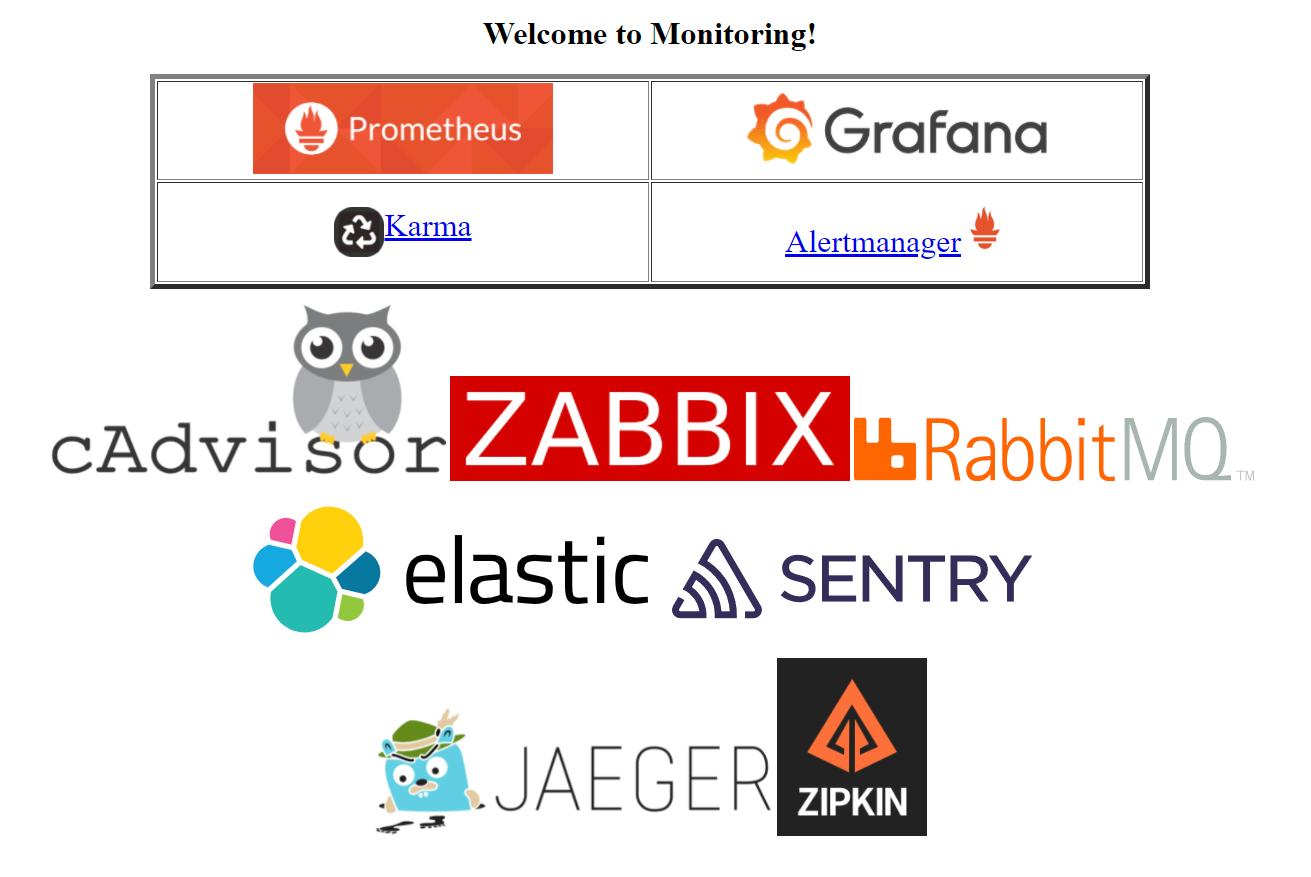 Welcome to Monitoring!
Prometheus
Grafana
Karma
Alertmanager
cAdvisor
ZABBIX
RabbitMQ TM
elastic
SENTRY
JAEGER
ZIPKIN